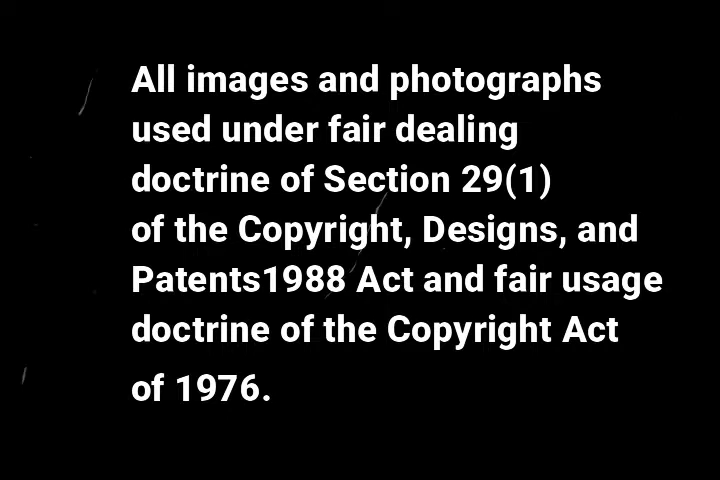 All images and photographs
used under fair dealing
doctrine of Section 29(1)
of the Copyright, Designs, and
Patents1988 Act and fair usage
doctrine of the Copyright Act
of 1976.